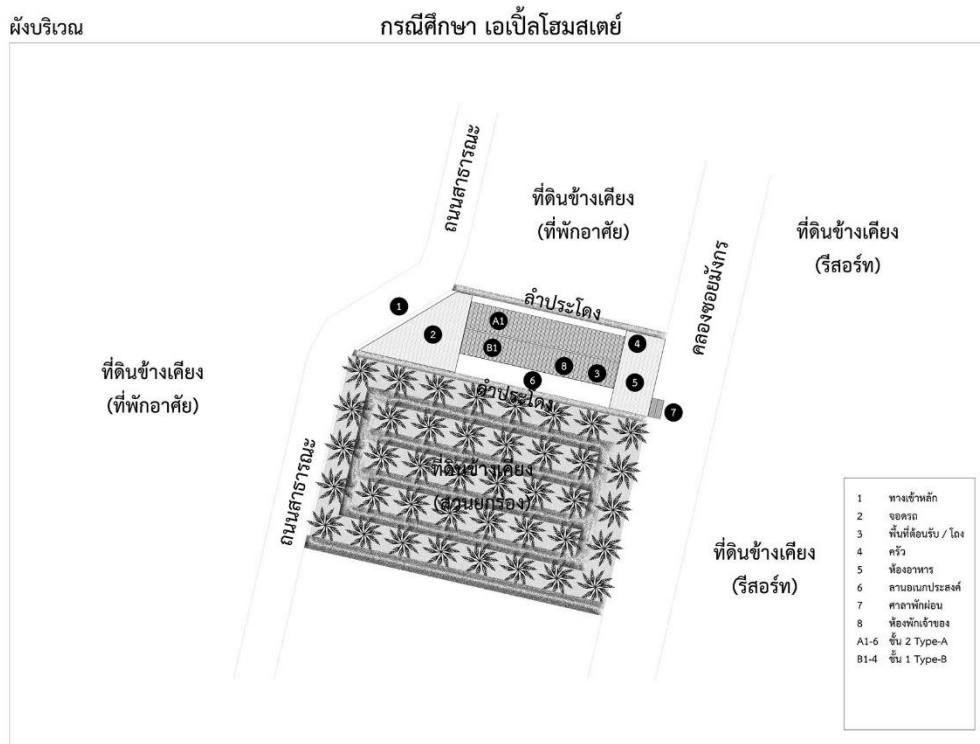 ผังบริเวณ
กรณีศึกษา เอเปิ้ลโฮมสเตย์
ถนนสาธารณะ
ที่ดินข้างเคียง
(ที่พักอาศัย)
ที่ดินข้างเคียง
(รีสอร์ท)
คลองซอยมังกร
ลำประโดง
1
A1
2
B1
4
8
3
5
6
7
ลำประโดง
ที่ดินข้างเคียง
(ที่พักอาศัย)
ถนนสาธารณะ
ที่ดินข้างเคียง
(สวนยกร่อง)
ที่ดินข้างเคียง
(รีสอร์ท)
1 ทางเข้าหลัก
2 จอดรถ
3 พื้นที่ต้อนรับ / โถง
4 ครัว
5 ห้องอาหาร
6 ลานอเนกประสงค์
7 ศาลาพักผ่อน
8 ห้องพักเจ้าของ
A1-6 ชั้น 2 Type-A
B1-4 ชั้น 1 Type-B